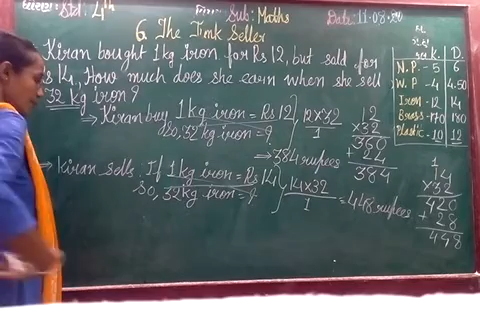 Std: 4th
Sub: Maths
Date: 11.08.
6. The Junk Seller
Kiran bought 1 kg iron for Rs 12, but sold for
Rs 14, How much does she earn when she sell
32 kg iron?
⇒ Kiran buy 1 kg iron = Rs 12
So, 32 kg iron = ?
12×32
1
⇒ 384 rupees
12
×32
360
+ 24
384
⇒ Kiran sells. If 1 kg iron = Rs 14
So, 32 kg iron = ?
14×32
1
= 448 rupees
K. D
N. P - 5 6
W. P - 4 4.50
Iron - 12 14
Brass - 170 180
Plastic - 10 12
1
14
×32
420
+ 28
448